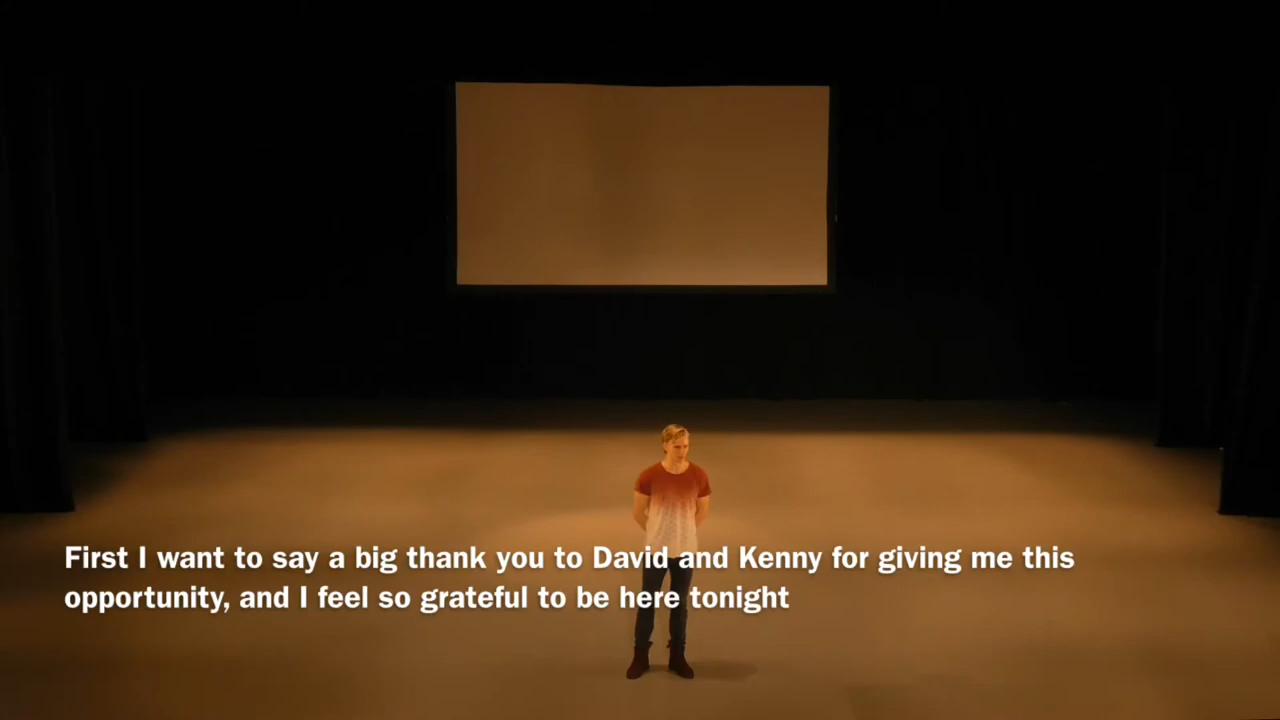 First I want to say a big thank you to David and Kenny for giving me this
opportunity, and I feel so grateful to be here tonight